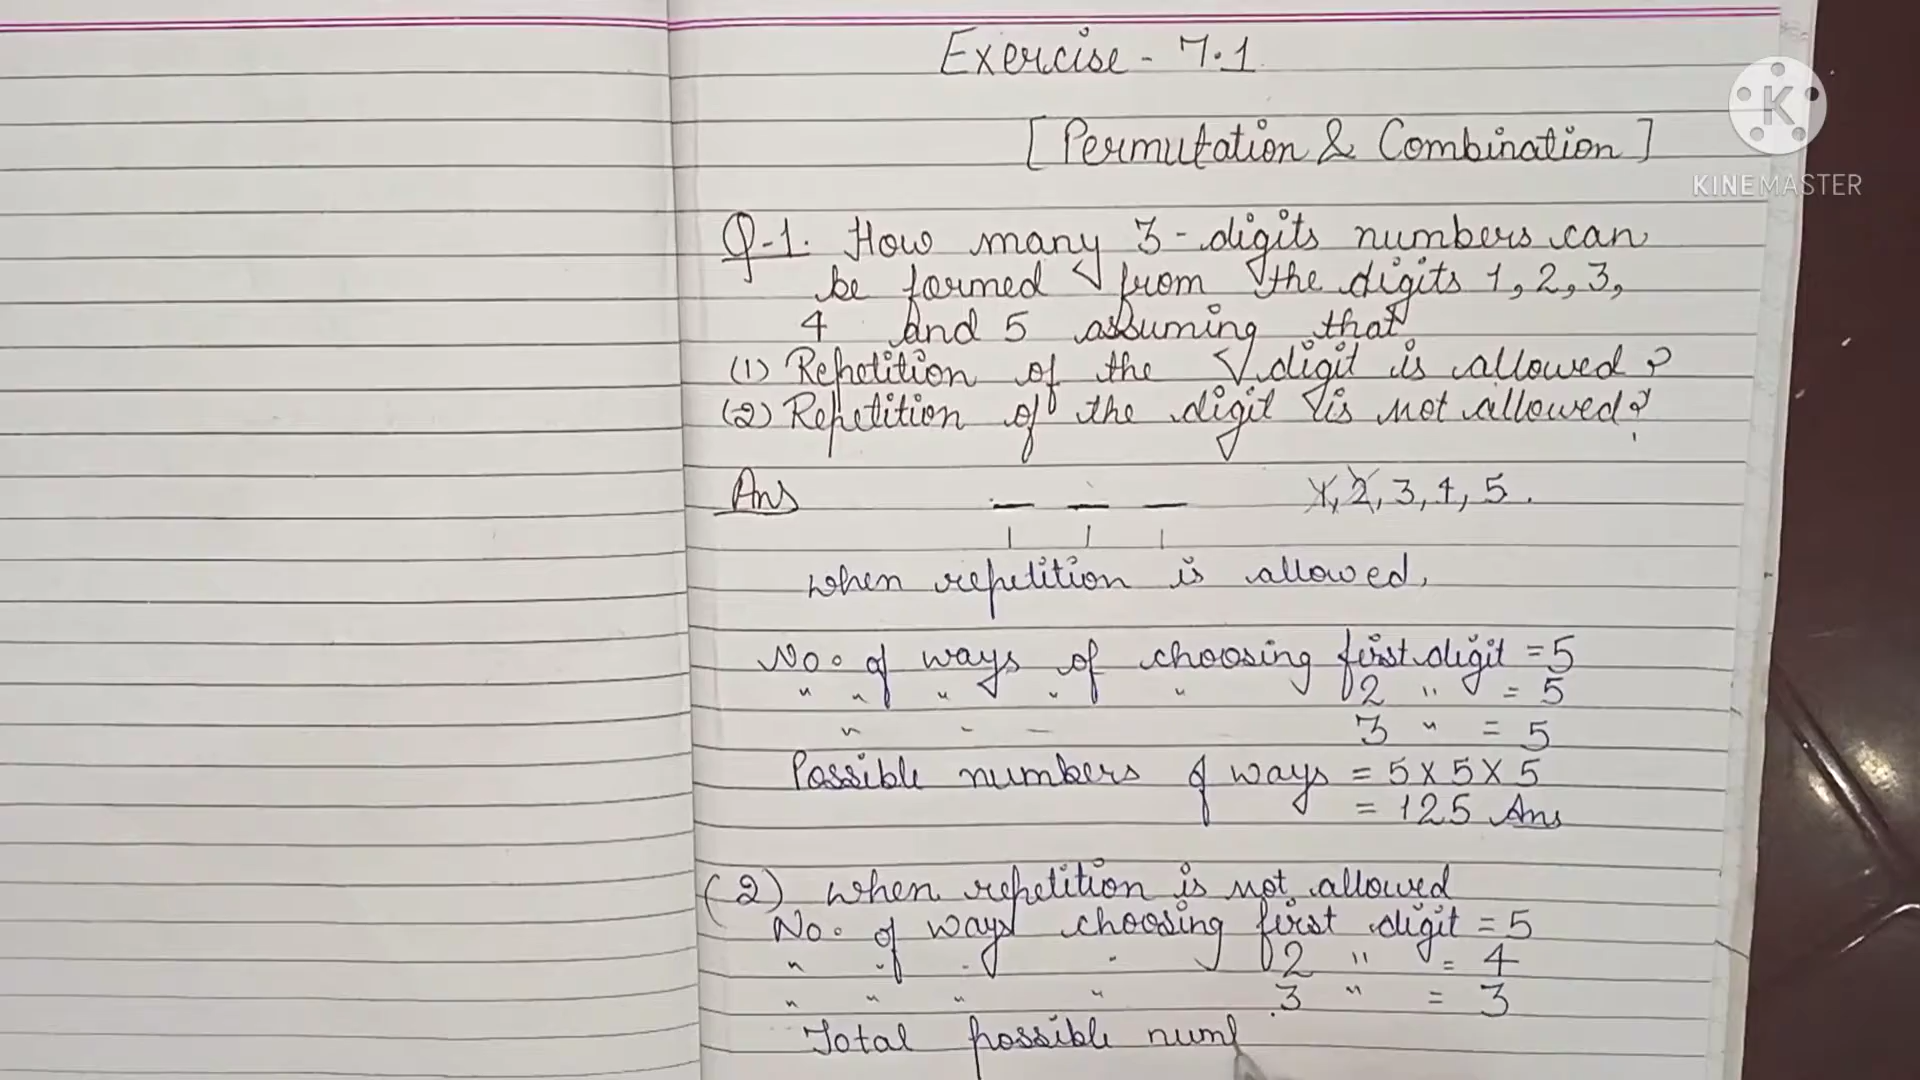 Exercise - 7.1
[Permutation & Combination]
KINEMASTER
Q-1. How many 3-digits numbers can
be formed from the digits 1, 2, 3,
4 and 5 assuming that
(1) Repetition of the digit is allowed?
(2) Repetition of the digit is not allowed?
Ans _ _ _ 1, 2, 3, 4, 5.
when repetition is allowed,
No. of ways of choosing first digit = 5
" " " " " 2 " = 5
" " " 3 " = 5
Possible numbers of ways = 5 x 5 x 5
= 125 Ans
(2) when repetition is not allowed
No. of ways choosing first digit = 5
" " " " 2 " = 4
" " " " 3 " = 3
Total possible num